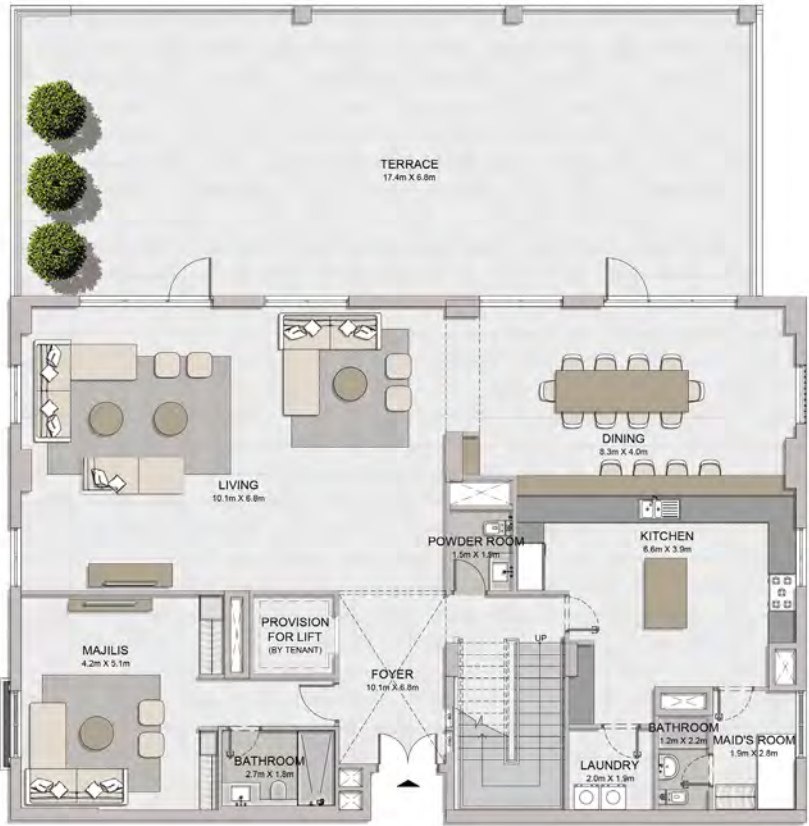 TERRACE
17.4m X 6.8m
DINING
8.3m X 4.0m
LIVING
10.1m X 6.8m
POWDER ROOM
1.5m X 1.9m
KITCHEN
6.6m X 3.9m
PROVISION
FOR LIFT
(BY TENANT)
UP
MAJILIS
4.2m X 5.1m
FOYER
10.1m X 6.8m
BATHROOM
1.2m X 2.2m
MAID'S ROOM
1.9m X 2.8m
BATHROOM
2.7m X 1.8m
LAUNDRY
2.0m X 1.9m